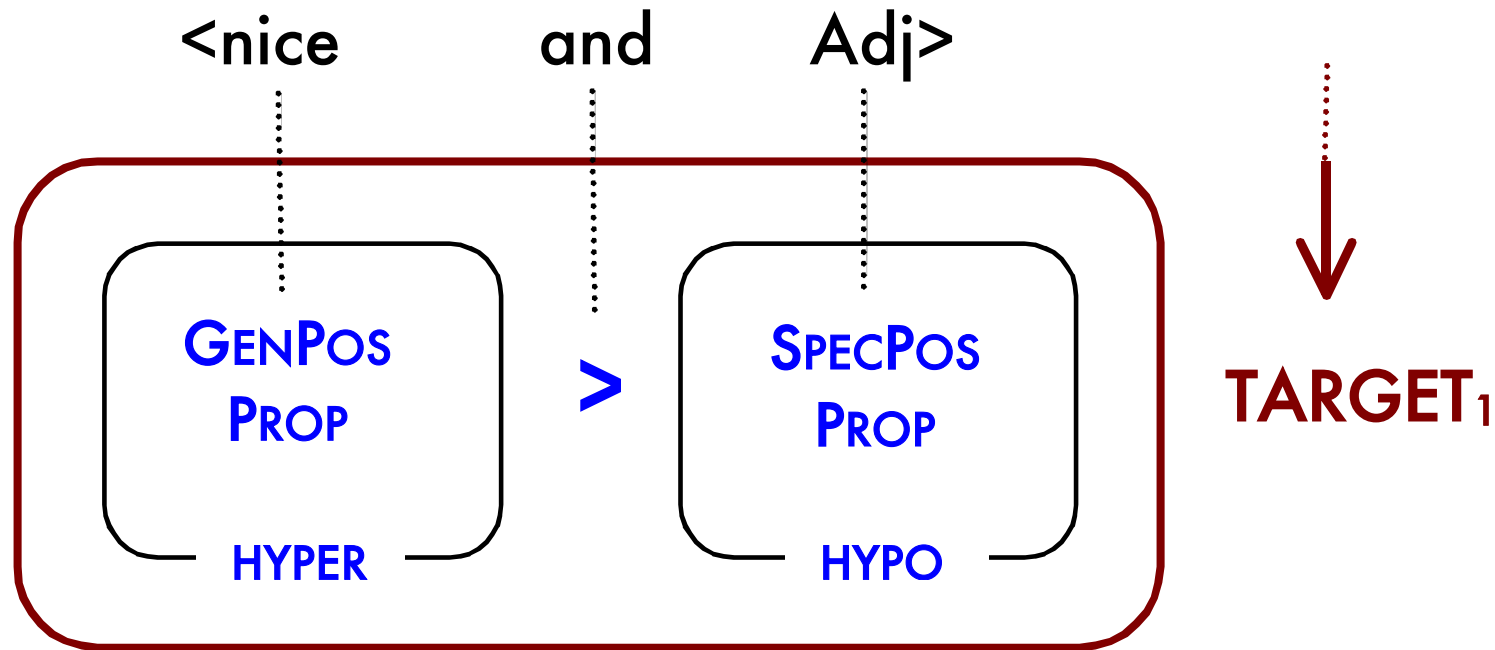 <nice and Adj>
GENPOS > SPECPOS
PROP PROP
TARGET₁
HYPER HYPO